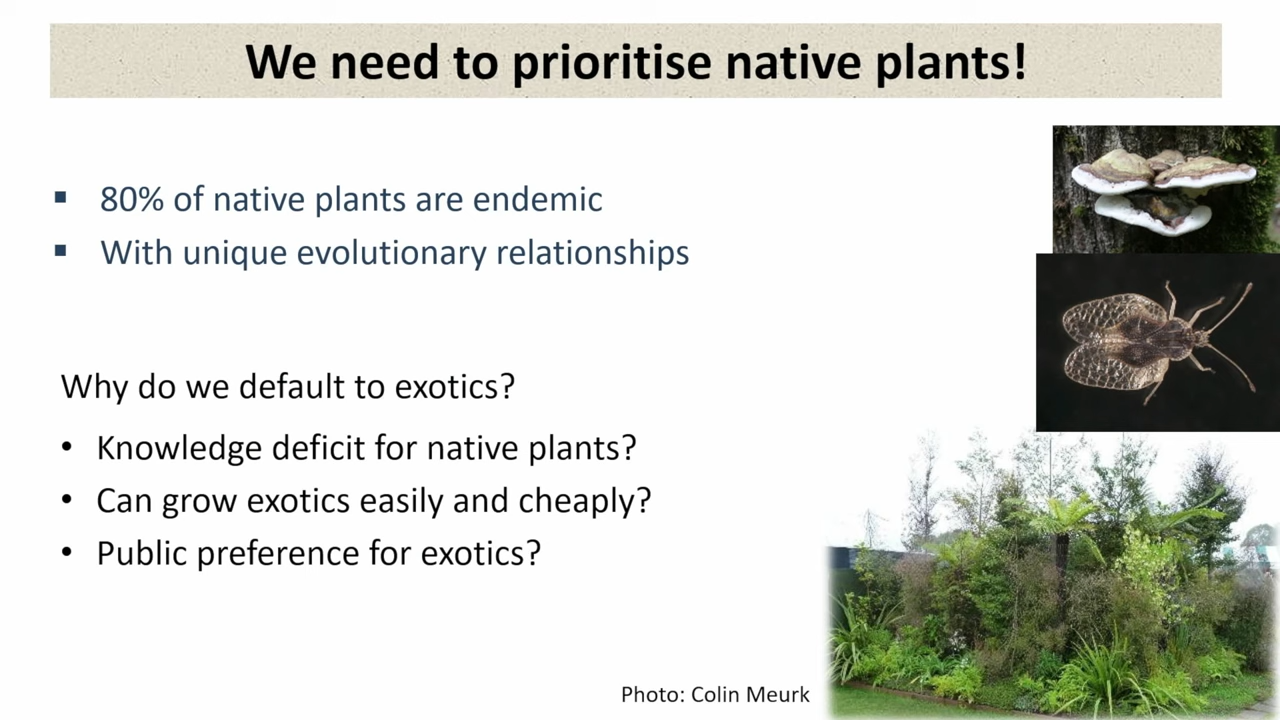 We need to prioritise native plants!
▪ 80% of native plants are endemic
▪ With unique evolutionary relationships
Why do we default to exotics?
• Knowledge deficit for native plants?
• Can grow exotics easily and cheaply?
• Public preference for exotics?
Photo: Colin Meurk